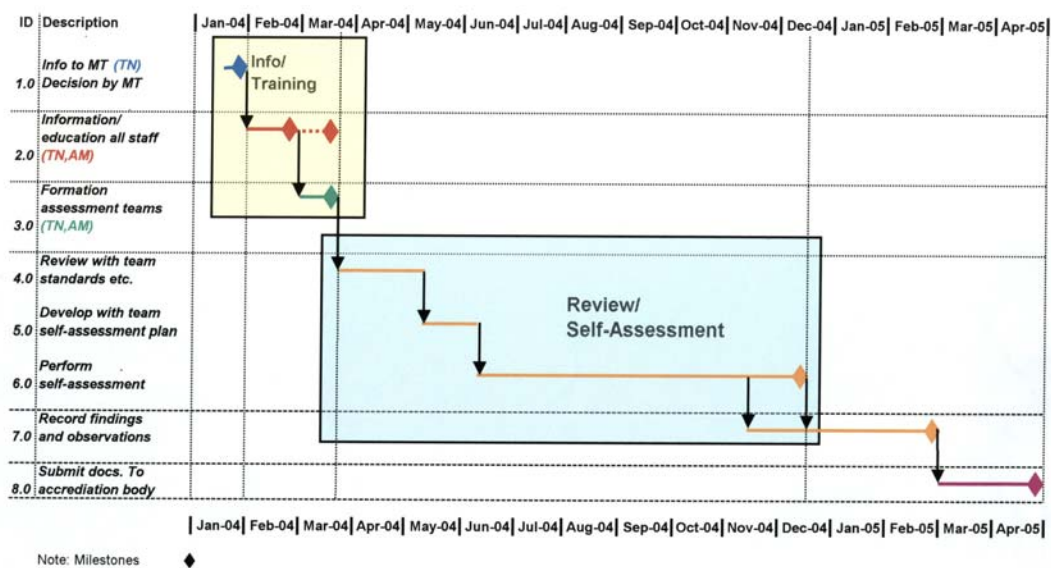 ID Description | Jan-04 | Feb-04 | Mar-04 | Apr-04 | May-04 | Jun-04 | Jul-04 | Aug-04 | Sep-04 | Oct-04 | Nov-04 | Dec-04 | Jan-05 | Feb-05 | Mar-05 | Apr-05 |
Info to MT (TN)
1.0 Decision by MT
Info/
Training
Information/
education all staff
2.0 (TN,AM)
Formation
assessment teams
3.0 (TN,AM)
Review with team
4.0 standards etc.
Develop with team
5.0 self-assessment plan
Review/
Self-Assessment
Perform
6.0 self-assessment
Record findings
7.0 and observations
Submit docs. To
8.0 accrediation body
| Jan-04 | Feb-04 | Mar-04 | Apr-04 | May-04 | Jun-04 | Jul-04 | Aug-04 | Sep-04 | Oct-04 | Nov-04 | Dec-04 | Jan-05 | Feb-05 | Mar-05 | Apr-05 |
Note: Milestones